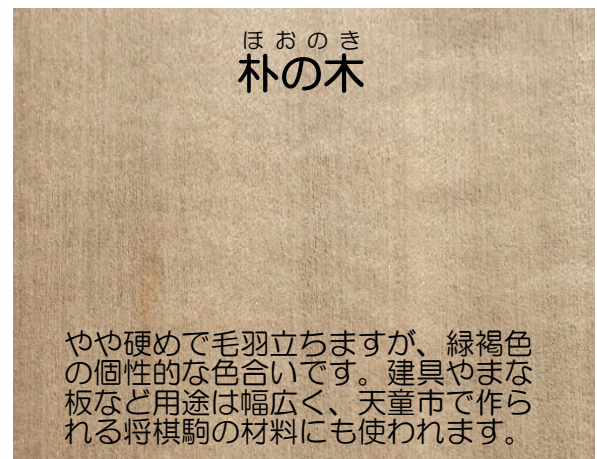 ほおのき
朴の木
やや硬めで毛羽立ちますが、緑褐色
の個性的な色合いです。建具やまな
板など用途は幅広く、天童市で作ら
れる将棋駒の材料にも使われます。